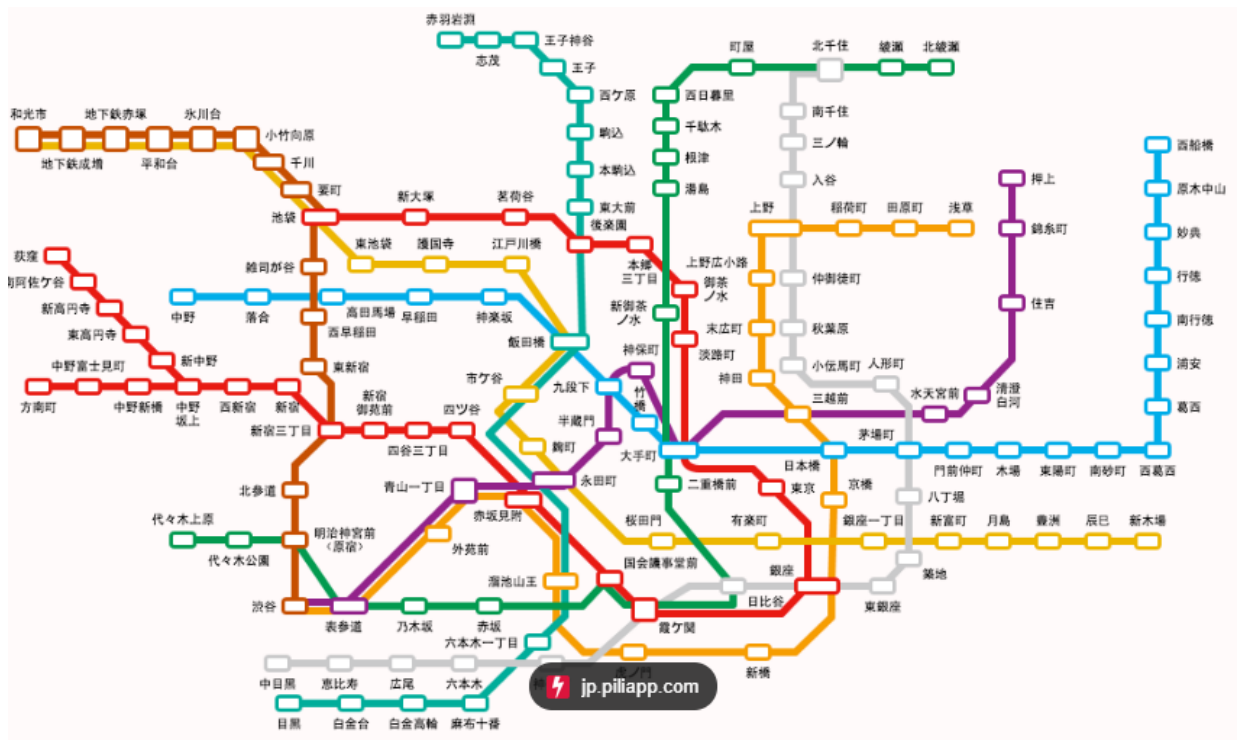 赤羽岩淵
志茂
王子神谷
王子
西ケ原
駒込
本駒込
東大前
後楽園
町屋
北千住
綾瀬
北綾瀬
西日暮里
千駄木
根津
湯島
南千住
三ノ輪
入谷
上野
稲荷町
田原町
浅草
押上
錦糸町
住吉
西船橋
原木中山
妙典
行徳
南行徳
浦安
葛西
西葛西
和光市
地下鉄赤塚
氷川台
小竹向原
地下鉄成増
平和台
千川
要町
池袋
新大塚
茗荷谷
東池袋
護国寺
江戸川橋
本郷
三丁目
上野広小路
御茶
ノ水
仲御徒町
荻窪
南阿佐ケ谷
新高円寺
東高円寺
新中野
雑司が谷
中野
落合
高田馬場
早稲田
神楽坂
西早稲田
新御茶
ノ水
末広町
淡路町
秋葉原
飯田橋
神保町
神田
小伝馬町
人形町
水天宮前
清澄
白河
中野富士見町
方南町
中野新橋
中野
坂上
西新宿
新宿
東新宿
新宿
御苑前
四ツ谷
市ケ谷
九段下
竹
橋
半蔵門
三越前
新宿三丁目
四谷三丁目
麹町
大手町
茅場町
日本橋
門前仲町
木場
東陽町
南砂町
北参道
青山一丁目
永田町
二重橋前
東京
京橋
八丁堀
代々木上原
代々木公園
明治神宮前
〈原宿〉
外苑前
赤坂見附
桜田門
有楽町
銀座一丁目
新富町
月島
豊洲
辰巳
新木場
溜池山王
国会議事堂前
銀座
築地
渋谷
表参道
乃木坂
赤坂
霞ケ関
日比谷
東銀座
六本木一丁目
中目黒
恵比寿
広尾
六本木
虎ノ門
新橋
目黒
白金台
白金高輪
麻布十番
jp.piliapp.com